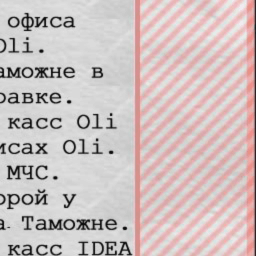 офиса
Oli.
аможне в
равке.
касс Oli
исах Oli.
МЧС.
орой у
а Таможне.
касс IDEA